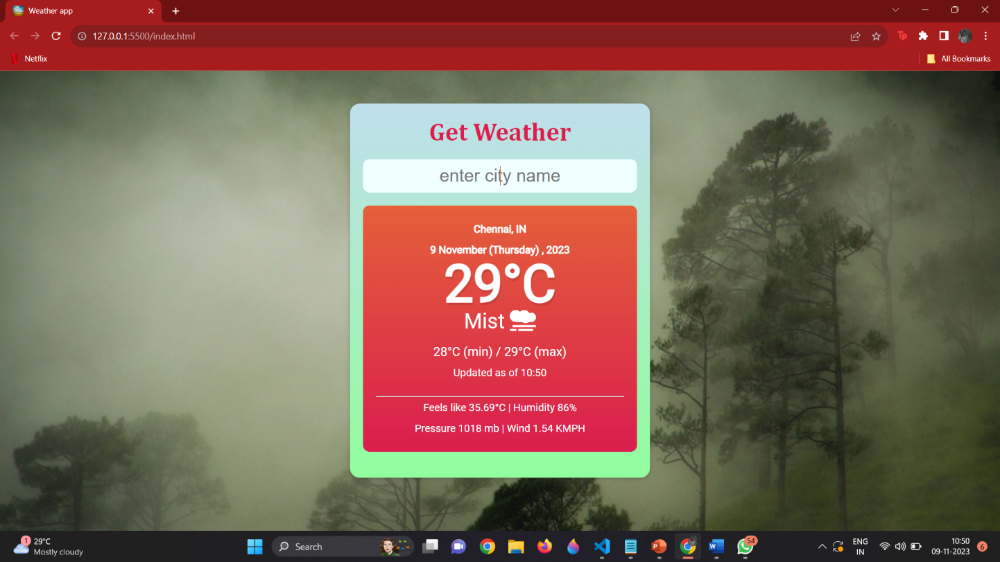 Weather app
127.0.0.1:5500/index.html
Tp
Netflix
All Bookmarks
Get Weather
enter city name
Chennai, IN
9 November (Thursday) , 2023
29°C
Mist
28°C (min) / 29°C (max)
Updated as of 10:50
Feels like 35.69°C | Humidity 86%
Pressure 1018 mb | Wind 1.54 KMPH
1
29°C
Mostly cloudy
Search
54
ENG
IN
10:50
09-11-2023
6